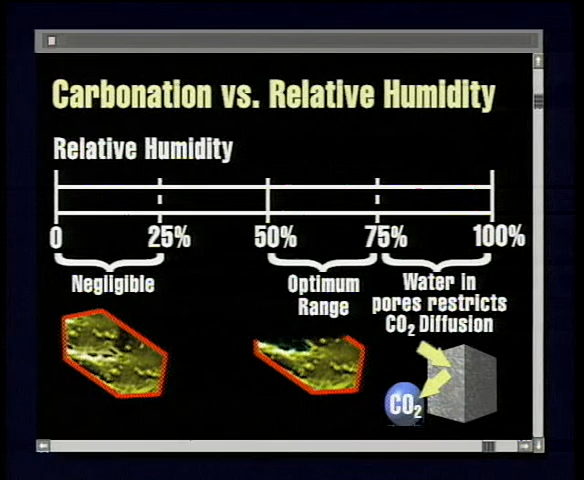 Carbonation vs. Relative Humidity
Relative Humidity
0 25% 50% 75% 100%
Negligible
Optimum
Range
Water in
pores restricts
CO₂ Diffusion
CO₂